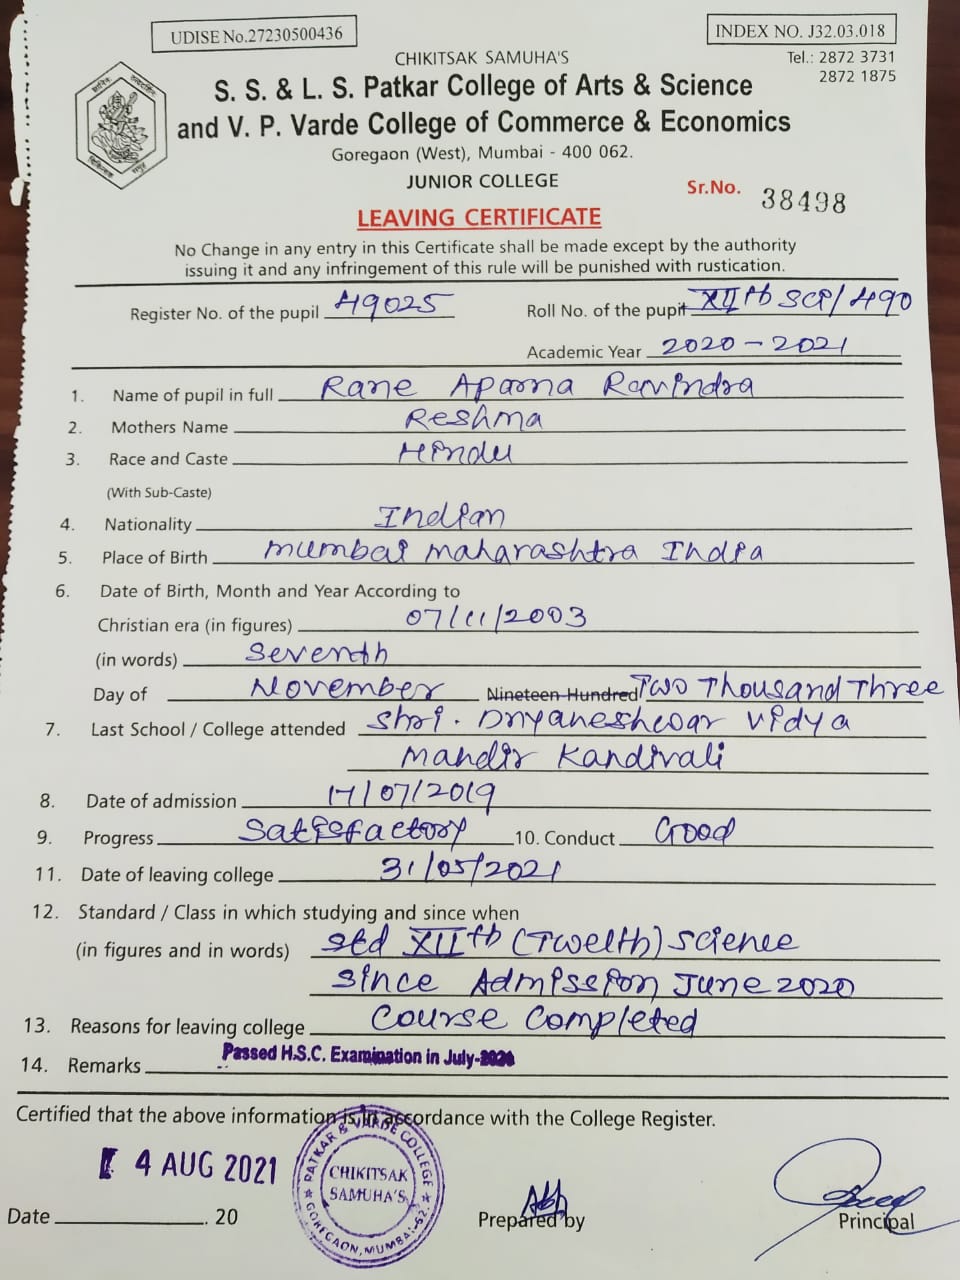 UDISE No.27230500436
INDEX NO. J32.03.018
CHIKITSAK SAMUHA'S
Tel.: 2872 3731
2872 1875
S. S. & L. S. Patkar College of Arts & Science
and V. P. Varde College of Commerce & Economics
Goregaon (West), Mumbai - 400 062.
JUNIOR COLLEGE
Sr.No. 38498
LEAVING CERTIFICATE
No Change in any entry in this Certificate shall be made except by the authority
issuing it and any infringement of this rule will be punished with rustication.
Register No. of the pupil 49025
Roll No. of the pupil XIIth SCI/490
Academic Year 2020-2021
1. Name of pupil in full Rane Aparna Ravindra
2. Mothers Name Reshma
3. Race and Caste Hindu
(With Sub-Caste)
4. Nationality Indian
5. Place of Birth Mumbai Maharashtra India
6. Date of Birth, Month and Year According to
Christian era (in figures) 07/11/2003
(in words) Seventh
Day of November Nineteen Hundred Two Thousand Three
7. Last School / College attended Shri. Dnyaneshwar Vidya
Mandir Kandivali
8. Date of admission 17/07/2019
9. Progress Satisfactory 10. Conduct Good
11. Date of leaving college 31/05/2021
12. Standard / Class in which studying and since when
(in figures and in words) Std XIIth (Twelth) Science
Since Admission June 2020
13. Reasons for leaving college Course Completed
14. Remarks Passed H.S.C. Examination in July-2021
Certified that the above information is in accordance with the College Register.
4 AUG 2021
PATKAR & VARDE COLLEGE
CHIKITSAK
SAMUHA'S
GOREGAON, MUMBAI-62.
Date . 20
Prepared by
Principal